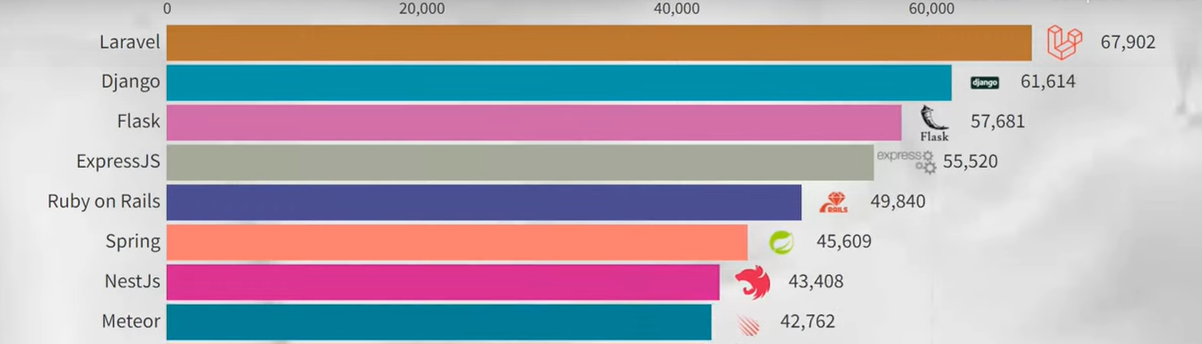 0 20,000 40,000 60,000
Laravel 67,902
Django django 61,614
Flask Flask 57,681
ExpressJS express 55,520
Ruby on Rails RAILS 49,840
Spring 45,609
NestJs 43,408
Meteor 42,762